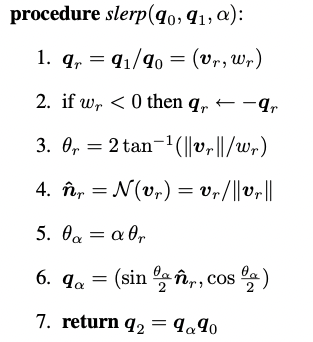 procedure slerp(q₀, q₁, α):
1. qᵣ = q₁/q₀ = (vᵣ, wᵣ)
2. if wᵣ < 0 then qᵣ ← −qᵣ
3. θᵣ = 2 tan⁻¹(‖vᵣ‖/wᵣ)
4. n̂ᵣ = 𝒩(vᵣ) = vᵣ/‖vᵣ‖
5. θ_α = α θᵣ
6. q_α = (sin θ_α/2 n̂ᵣ, cos θ_α/2)
7. return q₂ = q_α q₀